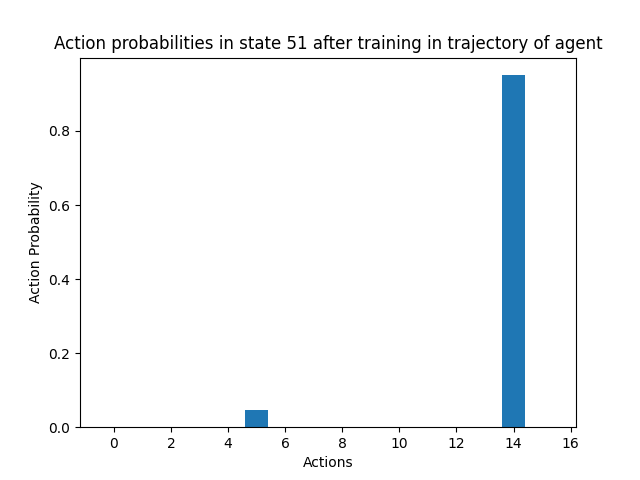 Action probabilities in state 51 after training in trajectory of agent
Action Probability
0.8
0.6
0.4
0.2
0.0
0 2 4 6 8 10 12 14 16
Actions